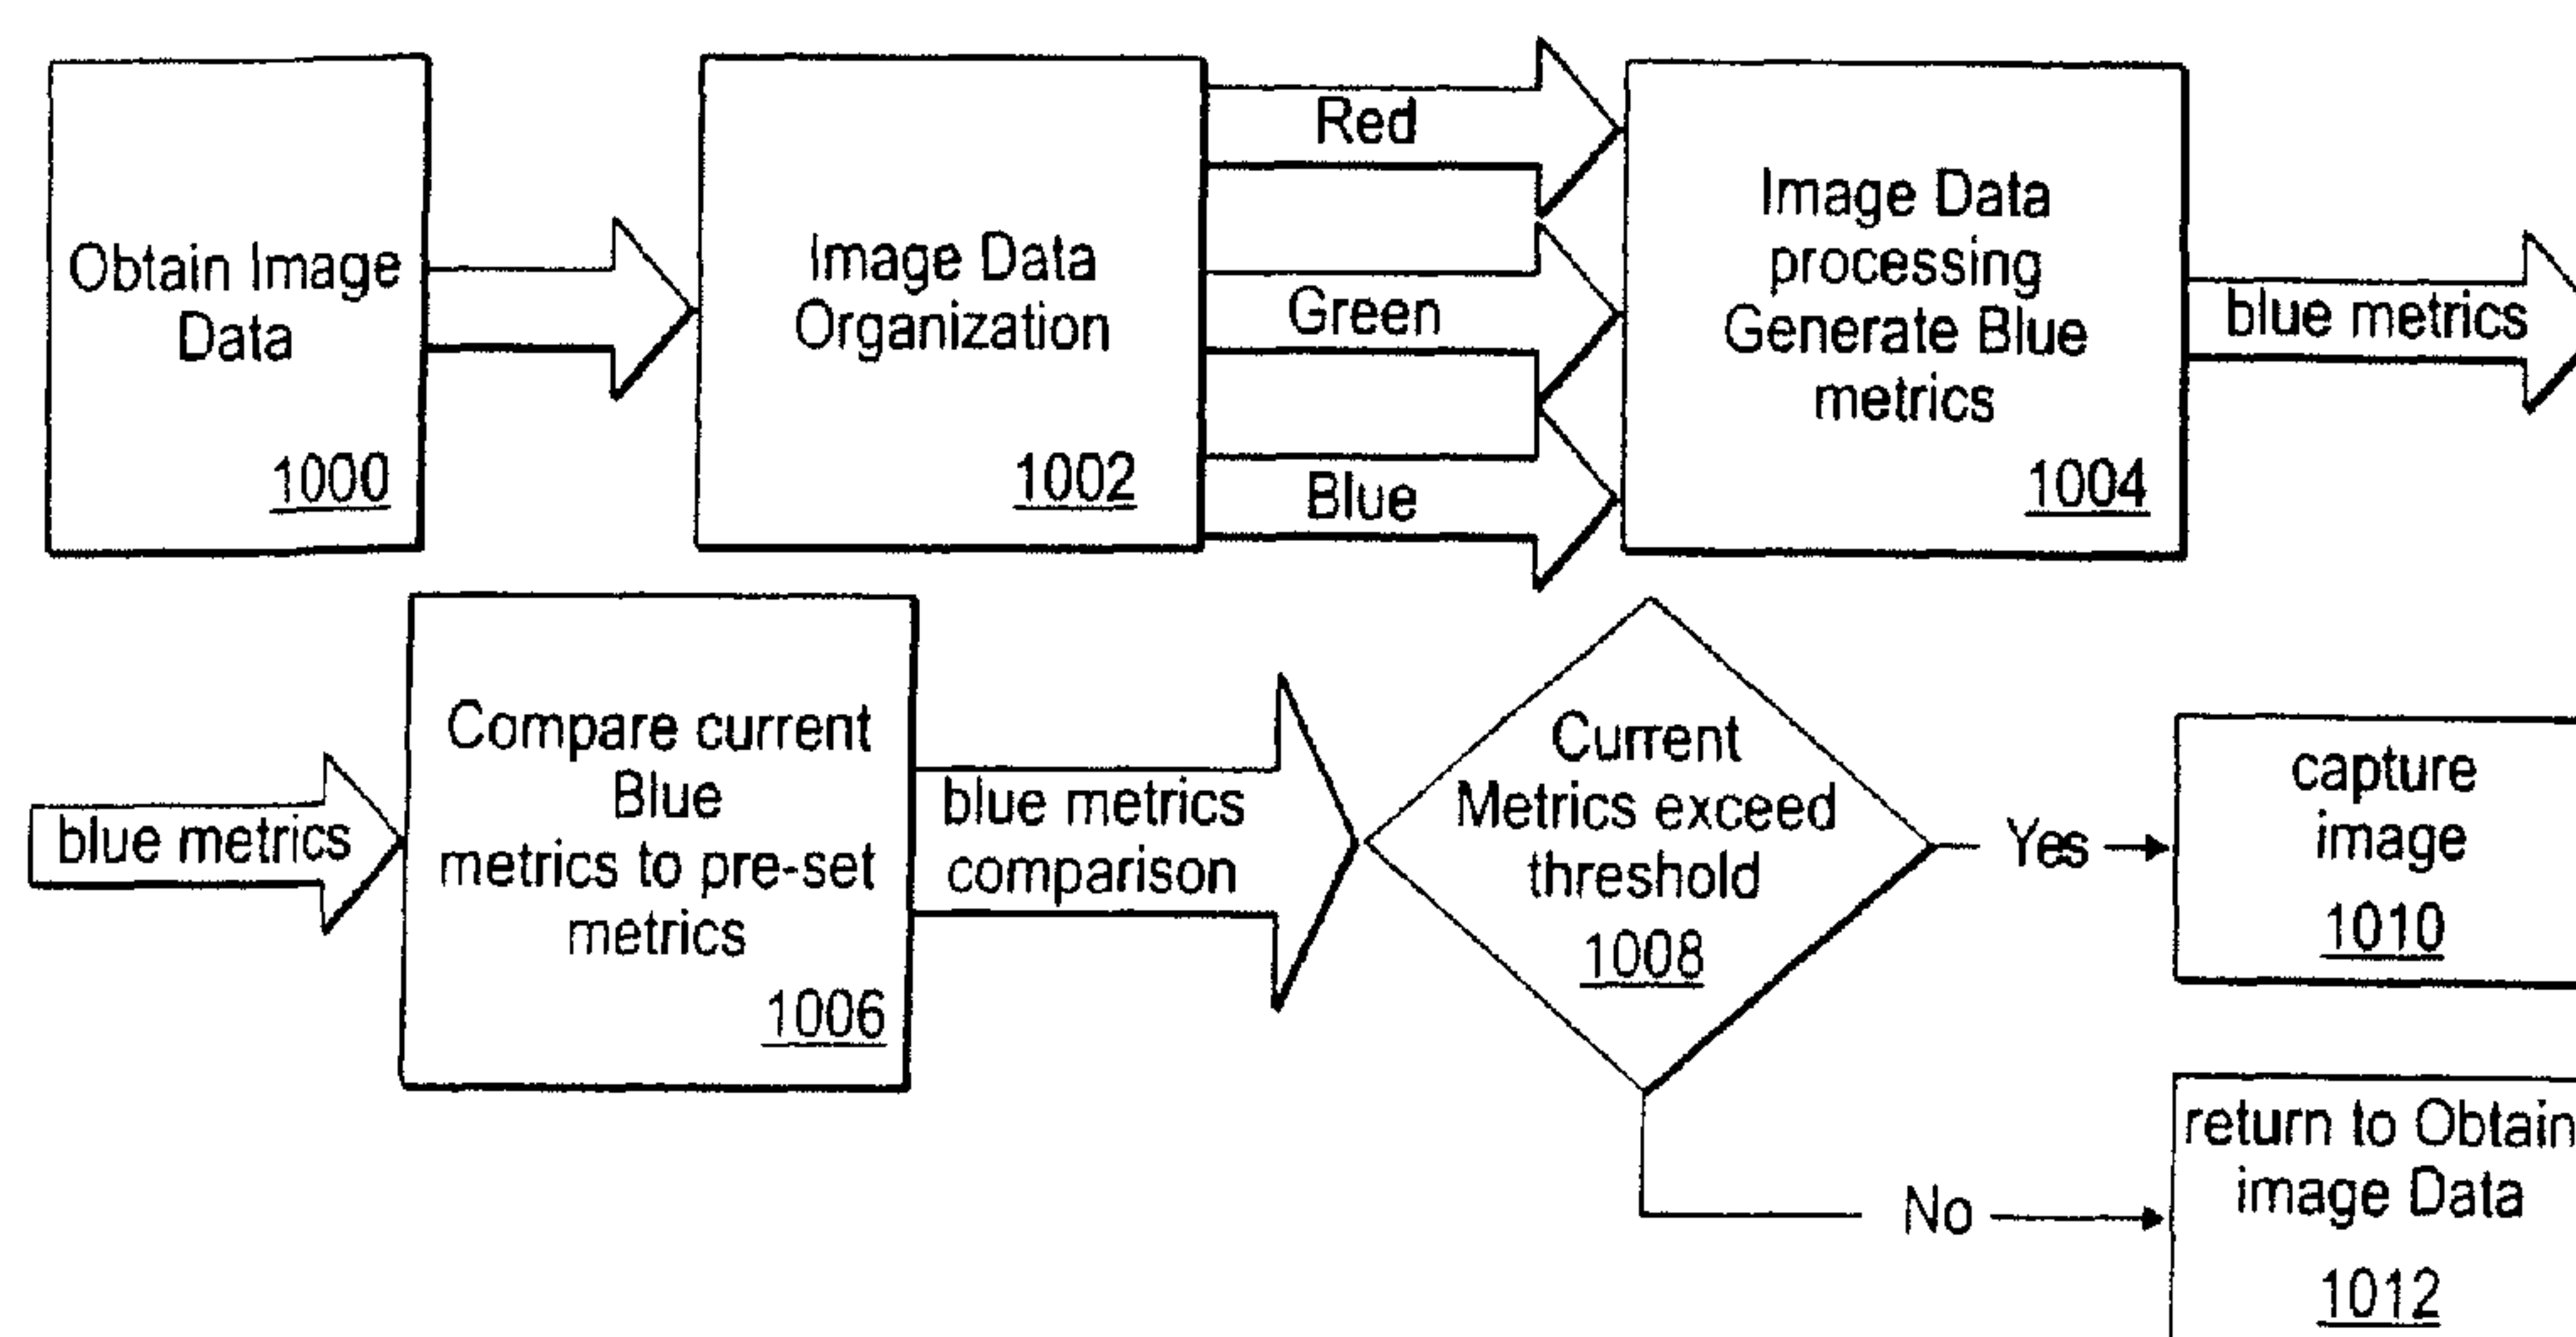 Obtain Image
Data
1000
Image Data
Organization
1002
Red
Green
Blue
Image Data
processing
Generate Blue
metrics
1004
blue metrics
blue metrics
Compare current
Blue
metrics to pre-set
metrics
1006
blue metrics
comparison
Current
Metrics exceed
threshold
1008
Yes
capture
image
1010
No
return to Obtain
image Data
1012